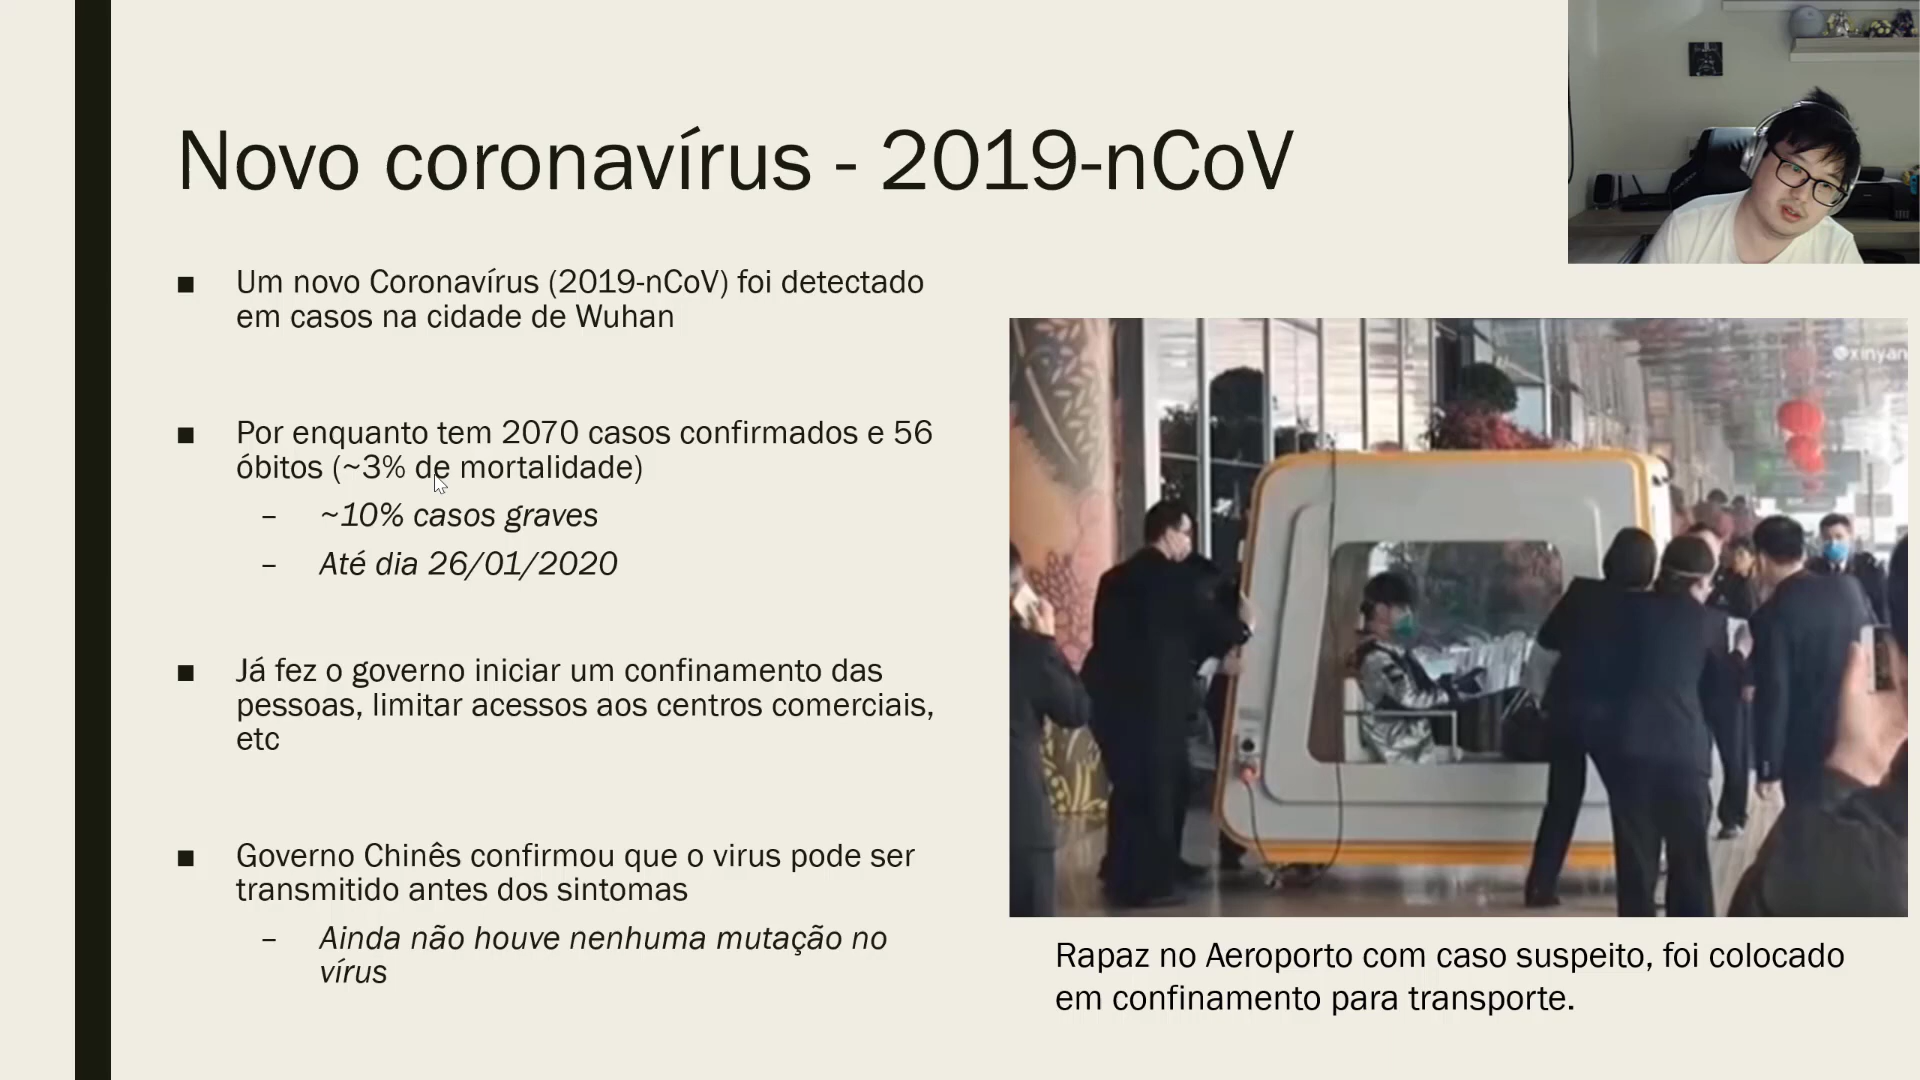 Novo coronavírus - 2019-nCoV
■ Um novo Coronavírus (2019-nCoV) foi detectado
em casos na cidade de Wuhan
■ Por enquanto tem 2070 casos confirmados e 56
óbitos (~3% de mortalidade)
– ~10% casos graves
– Até dia 26/01/2020
■ Já fez o governo iniciar um confinamento das
pessoas, limitar acessos aos centros comerciais,
etc
■ Governo Chinês confirmou que o virus pode ser
transmitido antes dos sintomas
– Ainda não houve nenhuma mutação no
vírus
xinyan
Rapaz no Aeroporto com caso suspeito, foi colocado
em confinamento para transporte.